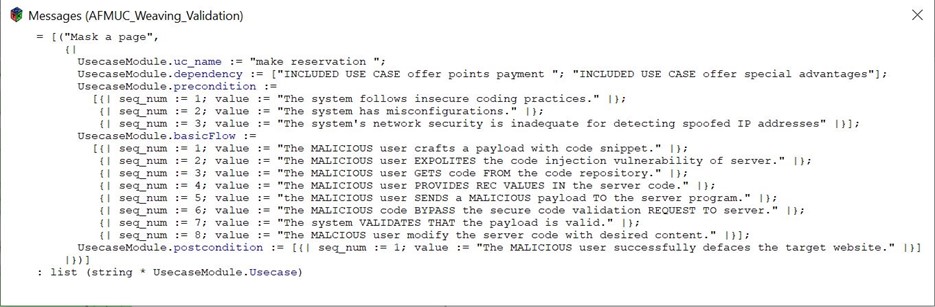 Messages (AFMUC_Weaving_Validation)
= [("Mask a page",
{|
UsecaseModule.uc_name := "make reservation ";
UsecaseModule.dependency := ["INCLUDED USE CASE offer points payment "; "INCLUDED USE CASE offer special advantages"];
UsecaseModule.precondition :=
[{| seq_num := 1; value := "The system follows insecure coding practices." |};
{| seq_num := 2; value := "The system has misconfigurations." |};
{| seq_num := 3; value := "The system's network security is inadequate for detecting spoofed IP addresses" |}];
UsecaseModule.basicFlow :=
[{| seq_num := 1; value := "The MALICIOUS user crafts a payload with code snippet." |};
{| seq_num := 2; value := "The MALICIOUS user EXPOLITES the code injection vulnerability of server." |};
{| seq_num := 3; value := "The MALICIOUS user GETS code FROM the code repository." |};
{| seq_num := 4; value := "The MALICIOUS user PROVIDES REC VALUES IN the server code." |};
{| seq_num := 5; value := "the MALICIOUS user SENDS a MALICIOUS payload TO the server program." |};
{| seq_num := 6; value := "The MALICIOUS code BYPASS the secure code validation REQUEST TO server." |};
{| seq_num := 7; value := "The system VALIDATES THAT the payload is valid." |};
{| seq_num := 8; value := "The MALCIOUS user modify the server code with desired content." |}];
UsecaseModule.postcondition := [{| seq_num := 1; value := "The MALICIOUS user successfully defaces the target website." |}]
|})]
: list (string * UsecaseModule.Usecase)